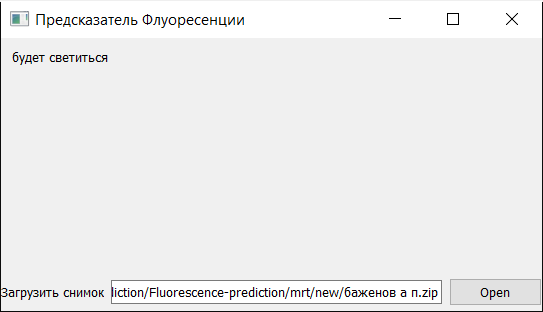 Предсказатель Флуоресенции
будет светиться
Загрузить снимок liction/Fluorescence-prediction/mrt/new/баженов а п.zip Open